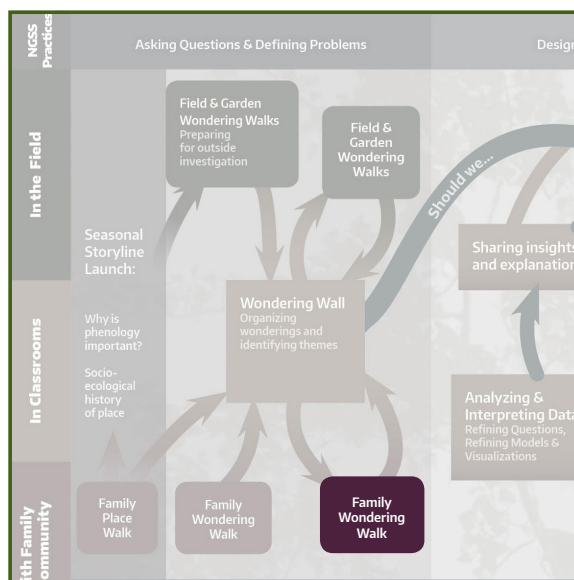 NGSS
Practices
Asking Questions & Defining Problems
Design
In the Field
Field & Garden
Wondering Walks
Preparing
for outside
investigation
Field &
Garden
Wondering
Walks
Should we...
Seasonal
Storyline
Launch:
Why is
phenology
important?
Socio-
ecological
history
of place
Sharing insights
and explanation
In Classrooms
Wondering Wall
Organizing
wonderings and
identifying themes
Analyzing &
Interpreting Data
Refining Questions,
Refining Models &
Visualizations
ith Family
ommunity
Family
Place
Walk
Family
Wondering
Walk
Family
Wondering
Walk